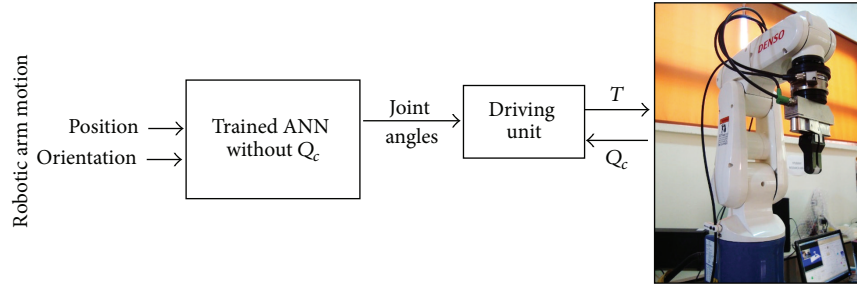 Robotic arm motion
Position
Orientation
Trained ANN
without Q_c
Joint
angles
Driving
unit
T
Q_c
DENSO